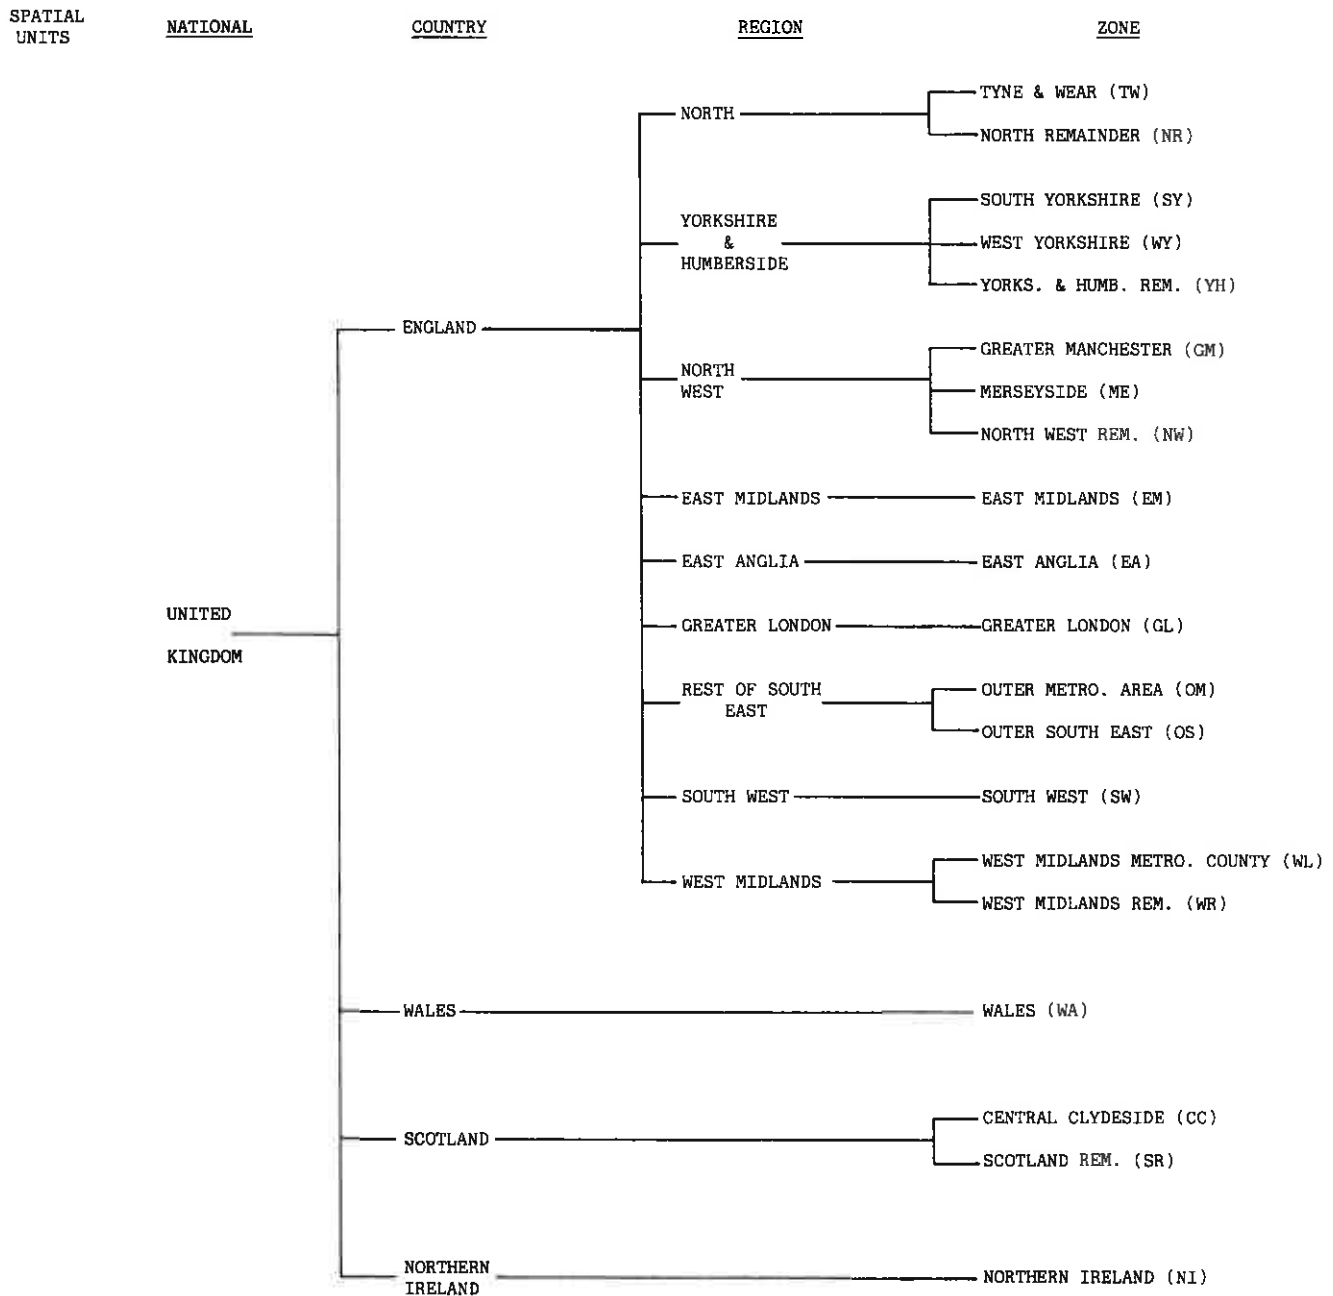 SPATIAL
UNITS
NATIONAL
COUNTRY
REGION
ZONE
TYNE & WEAR (TW)
NORTH
NORTH REMAINDER (NR)
SOUTH YORKSHIRE (SY)
YORKSHIRE
&
HUMBERSIDE
WEST YORKSHIRE (WY)
YORKS. & HUMB. REM. (YH)
ENGLAND
GREATER MANCHESTER (GM)
NORTH
WEST
MERSEYSIDE (ME)
NORTH WEST REM. (NW)
EAST MIDLANDS
EAST MIDLANDS (EM)
EAST ANGLIA
EAST ANGLIA (EA)
UNITED
KINGDOM
GREATER LONDON
GREATER LONDON (GL)
REST OF SOUTH
EAST
OUTER METRO. AREA (OM)
OUTER SOUTH EAST (OS)
SOUTH WEST
SOUTH WEST (SW)
WEST MIDLANDS METRO. COUNTY (WL)
WEST MIDLANDS
WEST MIDLANDS REM. (WR)
WALES
WALES (WA)
CENTRAL CLYDESIDE (CC)
SCOTLAND
SCOTLAND REM. (SR)
NORTHERN
IRELAND
NORTHERN IRELAND (NI)